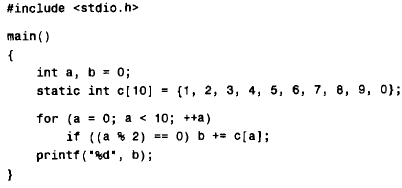 #include <stdio.h>
main()
{
int a, b = 0;
static int c[10] = {1, 2, 3, 4, 5, 6, 7, 8, 9, 0};
for (a = 0; a < 10; ++a)
if ((a % 2) == 0) b += c[a];
printf("%d", b);
}